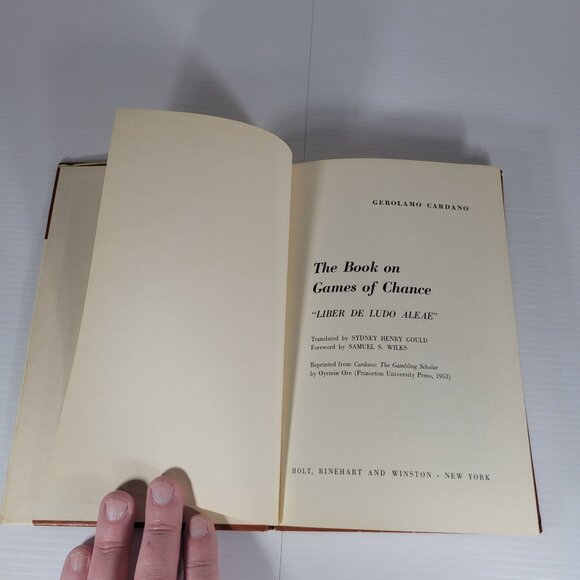 GEROLAMO CARDANO
The Book on
Games of Chance
"LIBER DE LUDO ALEAE"
Translated by SYDNEY HENRY GOULD
Foreword by SAMUEL S. WILKS
Reprinted from Cardano: The Gambling Scholar
by Oystein Ore (Princeton University Press, 1953)
HOLT, RINEHART AND WINSTON · NEW YORK